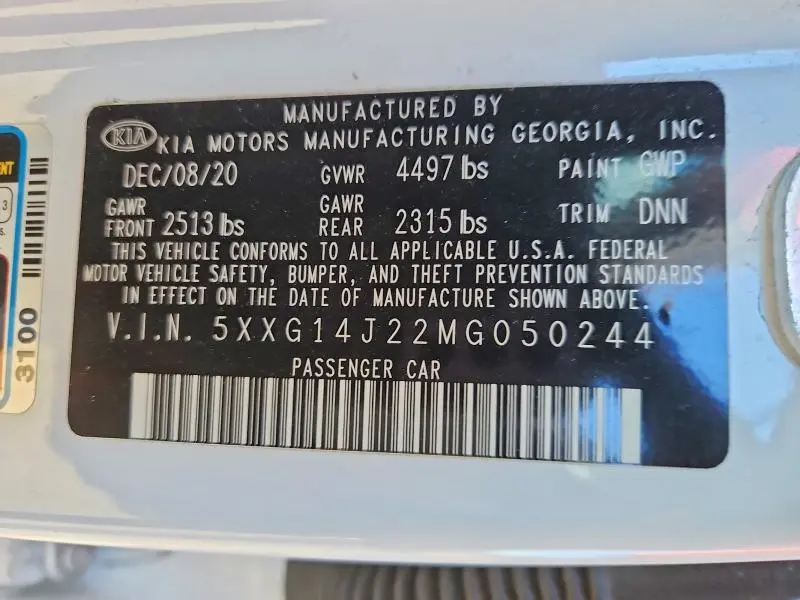 MANUFACTURED BY
KIA KIA MOTORS MANUFACTURING GEORGIA, INC.
DEC/08/20 GVWR 4497 lbs PAINT GWP
GAWR FRONT 2513 lbs GAWR REAR 2315 lbs TRIM DNN
THIS VEHICLE CONFORMS TO ALL APPLICABLE U.S.A. FEDERAL
MOTOR VEHICLE SAFETY, BUMPER, AND THEFT PREVENTION STANDARDS
IN EFFECT ON THE DATE OF MANUFACTURE SHOWN ABOVE.
V.I.N. 5XXG14J22MG050244
PASSENGER CAR
3100